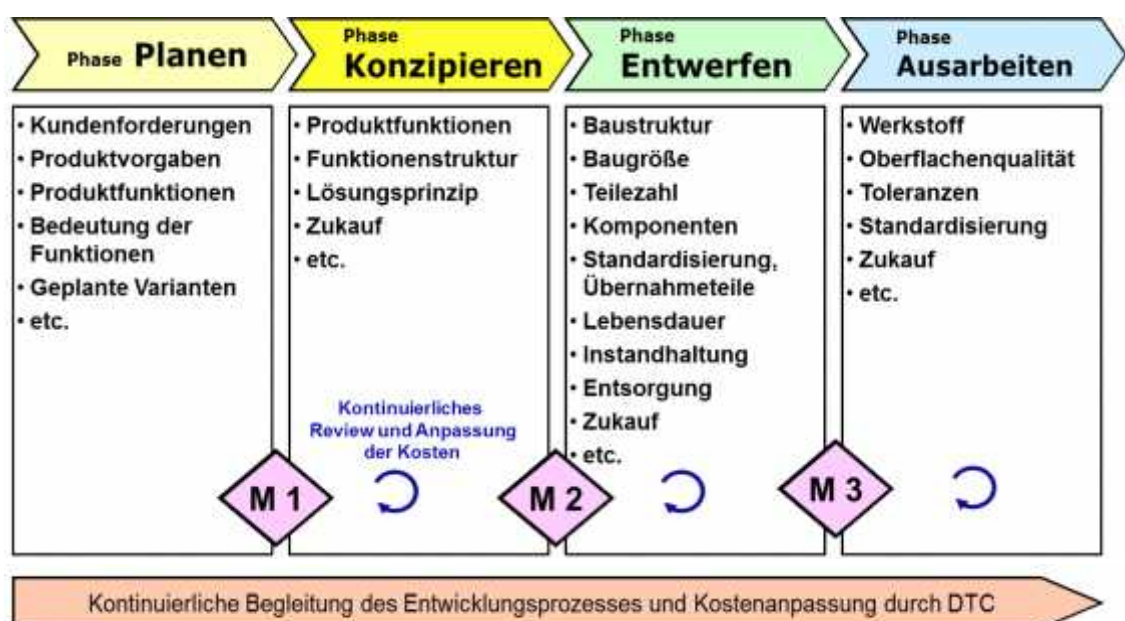 Phase Planen
Phase
Konzipieren
Phase
Entwerfen
Phase
Ausarbeiten
• Kundenforderungen
• Produktvorgaben
• Produktfunktionen
• Bedeutung der
Funktionen
• Geplante Varianten
• etc.
• Produktfunktionen
• Funktionenstruktur
• Lösungsprinzip
• Zukauf
• etc.
Kontinuierliches
Review und Anpassung
der Kosten
• Baustruktur
• Baugröße
• Teilezahl
• Komponenten
• Standardisierung,
Übernahmeteile
• Lebensdauer
• Instandhaltung
• Entsorgung
• Zukauf
• etc.
• Werkstoff
• Oberflachenqualität
• Toleranzen
• Standardisierung
• Zukauf
• etc.
M 1
M 2
M 3
Kontinuierliche Begleitung des Entwicklungsprozesses und Kostenanpassung durch DTC